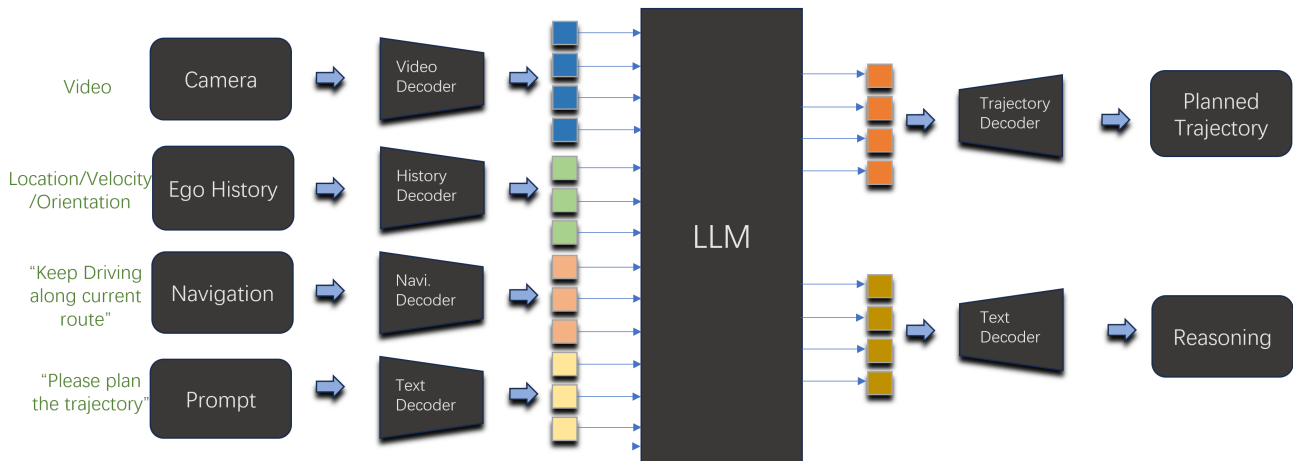 Video
Camera
Video
Decoder
Location/Velocity
/Orientation
Ego History
History
Decoder
“Keep Driving
along current
route”
Navigation
Navi.
Decoder
“Please plan
the trajectory”
Prompt
Text
Decoder
LLM
Trajectory
Decoder
Planned
Trajectory
Text
Decoder
Reasoning